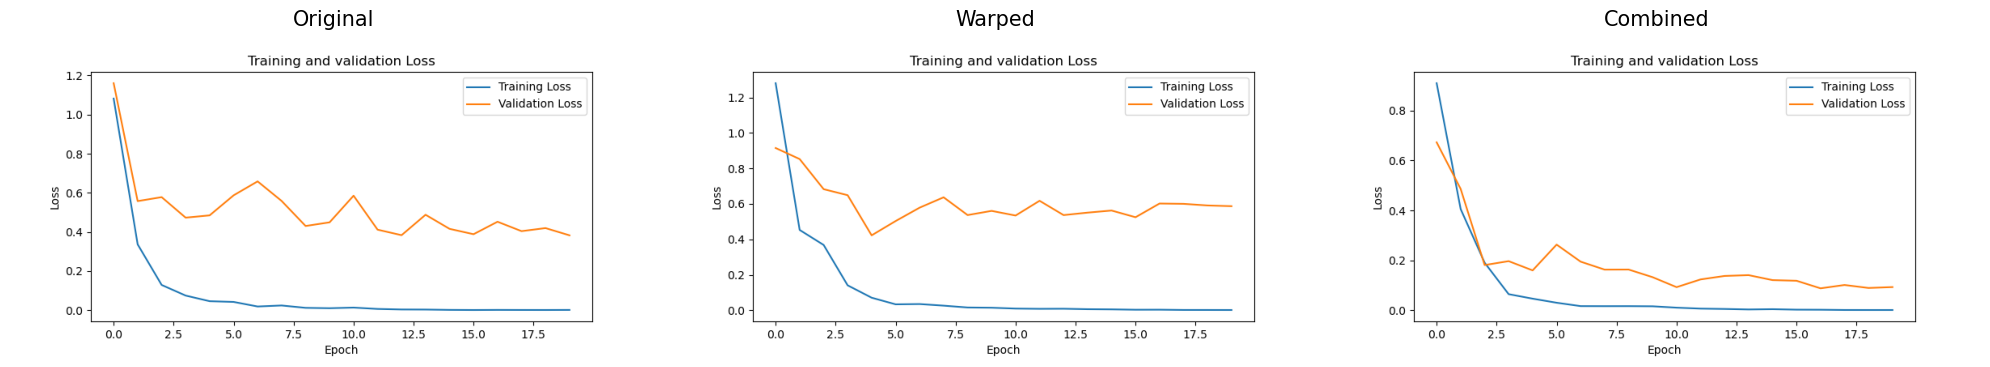 Original
Training and validation Loss
Training Loss
Validation Loss
1.2
1.0
0.8
0.6
0.4
0.2
0.0
Loss
0.0 2.5 5.0 7.5 10.0 12.5 15.0 17.5
Epoch
Warped
Training and validation Loss
Training Loss
Validation Loss
1.2
1.0
0.8
0.6
0.4
0.2
0.0
Loss
0.0 2.5 5.0 7.5 10.0 12.5 15.0 17.5
Epoch
Combined
Training and validation Loss
Training Loss
Validation Loss
0.8
0.6
0.4
0.2
0.0
Loss
0.0 2.5 5.0 7.5 10.0 12.5 15.0 17.5
Epoch